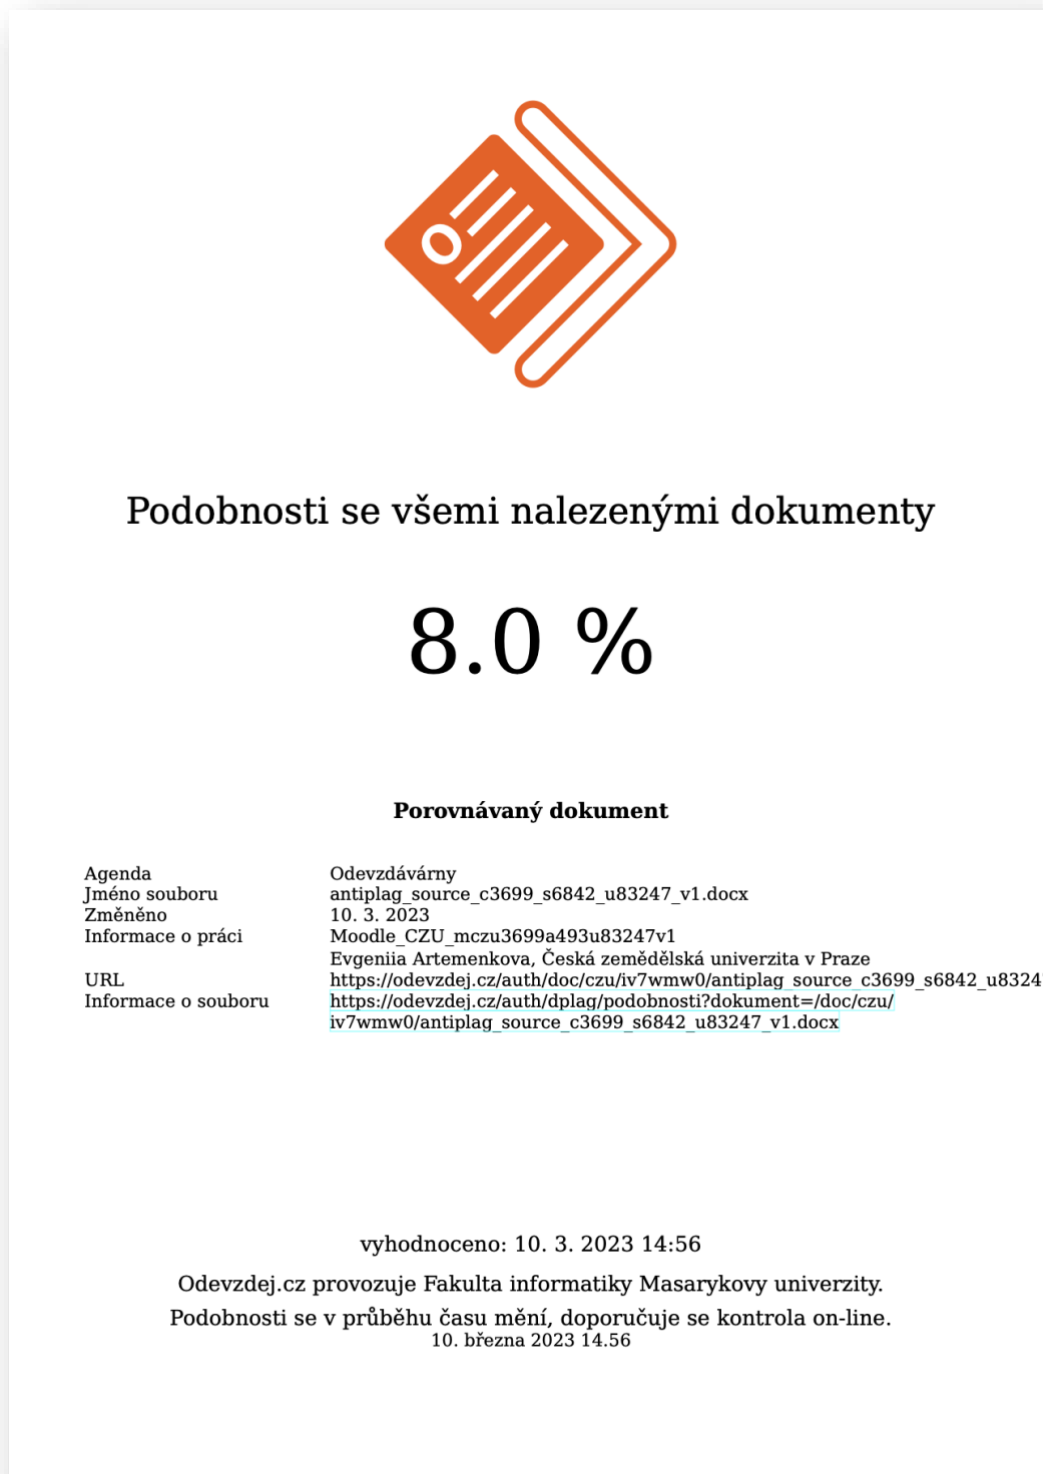 Podobnosti se všemi nalezenými dokumenty
8.0 %
Porovnávaný dokument
Agenda Odevzdávárny
Jméno souboru antiplag_source_c3699_s6842_u83247_v1.docx
Změněno 10. 3. 2023
Informace o práci Moodle_CZU_mczu3699a493u83247v1
Evgeniia Artemenkova, Česká zemědělská univerzita v Praze
URL https://odevzdej.cz/auth/doc/czu/iv7wmw0/antiplag_source_c3699_s6842_u8324
Informace o souboru https://odevzdej.cz/auth/dplag/podobnosti?dokument=/doc/czu/
iv7wmw0/antiplag_source_c3699_s6842_u83247_v1.docx
vyhodnoceno: 10. 3. 2023 14:56
Odevzdej.cz provozuje Fakulta informatiky Masarykovy univerzity.
Podobnosti se v průběhu času mění, doporučuje se kontrola on-line.
10. března 2023 14.56